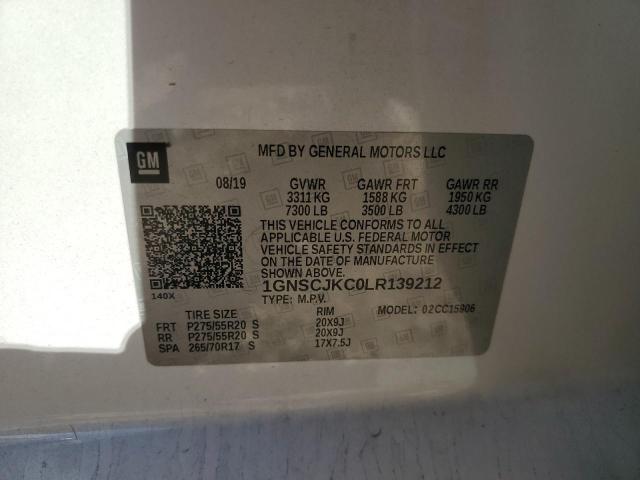 GM
MFD BY GENERAL MOTORS LLC
08/19 GVWR GAWR FRT GAWR RR
3311 KG 1588 KG 1950 KG
7300 LB 3500 LB 4300 LB
THIS VEHICLE CONFORMS TO ALL
APPLICABLE U.S. FEDERAL MOTOR
VEHICLE SAFETY STANDARDS IN EFFECT
ON THE DATE OF MANUFACTURE
SHOWN ABOVE.
140X
1GNSCJKC0LR139212
TYPE: M.P.V. MODEL: 02CC15906
TIRE SIZE RIM
FRT P275/55R20 S 20X9J
RR P275/55R20 S 20X9J
SPA 265/70R17 S 17X7.5J